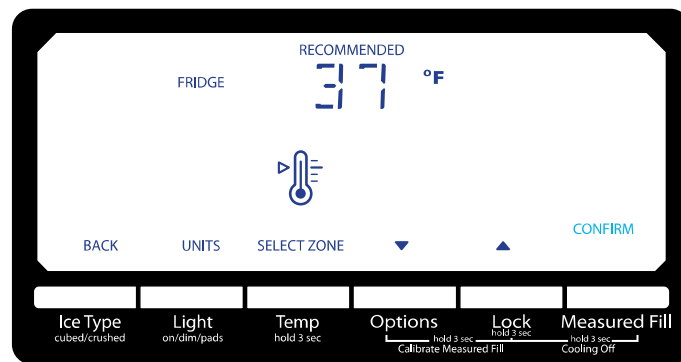 RECOMMENDED
FRIDGE 37 °F
CONFIRM
BACK UNITS SELECT ZONE
Ice Type Light Temp Options Lock Measured Fill
cubed/crushed on/dim/pads hold 3 sec hold 3 sec
hold 3 sec hold 3 sec
Calibrate Measured Fill Cooling Off